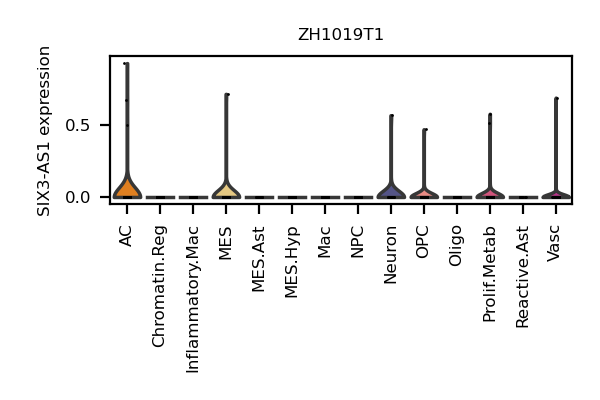 ZH1019T1
SIX3-AS1 expression
0.5
0.0
AC
Chromatin.Reg
Inflammatory.Mac
MES
MES.Ast
MES.Hyp
Mac
NPC
Neuron
OPC
Oligo
Prolif.Metab
Reactive.Ast
Vasc